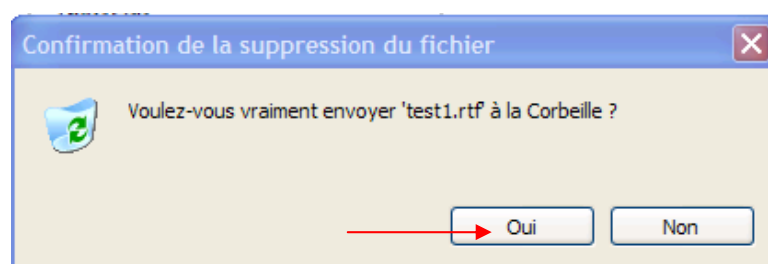 Confirmation de la suppression du fichier
Voulez-vous vraiment envoyer 'test1.rtf' à la Corbeille ?
Oui Non